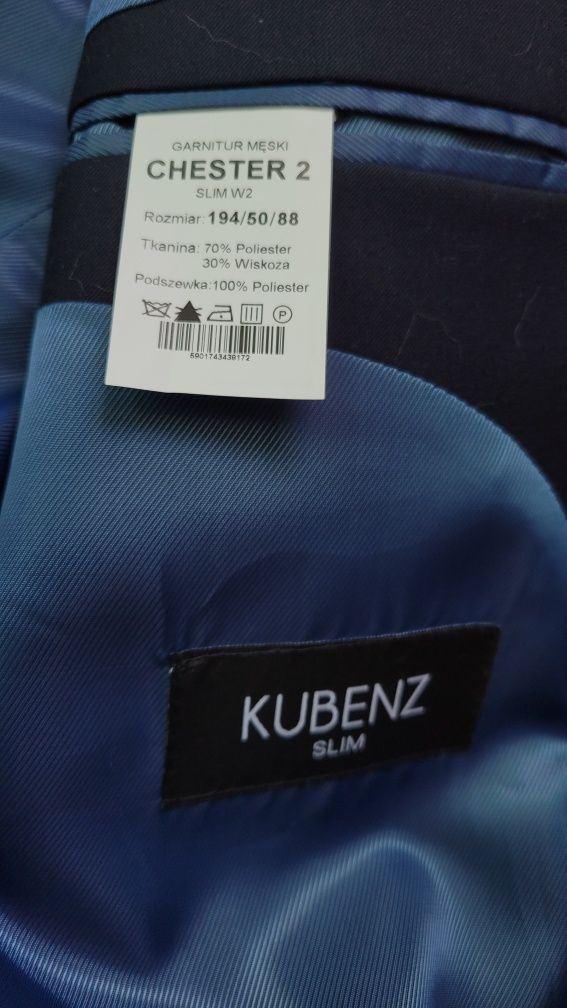 GARNITUR MĘSKI
CHESTER 2
SLIM W2
Rozmiar: 194/50/88
Tkanina: 70% Poliester
30% Wiskoza
Podszewka:100% Poliester
P
5901743439172
KUBENZ
SLIM